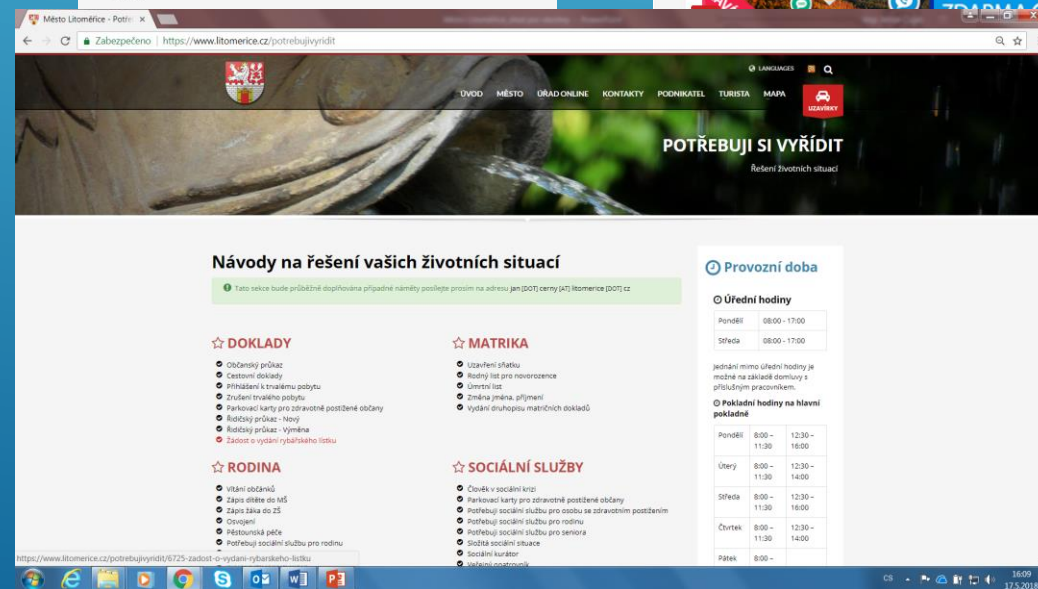 ZDARMA
Město Litoměřice - Potře
Zabezpečeno | https://www.litomerice.cz/potrebujivyridit
LANGUAGES
ÚVOD MĚSTO ÚŘAD ONLINE KONTAKTY PODNIKATEL TURISTA MAPA
UZAVÍRKY
POTŘEBUJI SI VYŘÍDIT
Řešení životních situací
Návody na řešení vašich životních situací
Tato sekce bude průběžně doplňována případné náměty posílejte prosím na adresu jan [DOT] cerny [AT] litomerice [DOT] cz
DOKLADY
Občanský průkaz
Cestovní doklady
Přihlášení k trvalému pobytu
Zrušení trvalého pobytu
Parkovací karty pro zdravotně postižené občany
Řidičský průkaz - Nový
Řidičský průkaz - Výměna
Žádost o vydání rybářského lístku
MATRIKA
Uzavření sňatku
Rodný list pro novorozence
Úmrtní list
Změna jména, příjmení
Vydání druhopisu matričních dokladů
RODINA
Vítání občánků
Zápis dítěte do MŠ
Zápis žáka do ZŠ
Osvojení
Pěstounská péče
Potřebuji sociální službu pro rodinu
SOCIÁLNÍ SLUŽBY
Člověk v sociální krizi
Parkovací karty pro zdravotně postižené občany
Potřebuji sociální službu pro osobu se zdravotním postižením
Potřebuji sociální službu pro rodinu
Potřebuji sociální službu pro seniora
Složitá sociální situace
Sociální kurátor
Veřejný opatrovník
Provozní doba
Úřední hodiny
Pondělí 08:00 - 17:00
Středa 08:00 - 17:00
Jednání mimo úřední hodiny je
možné na základě domluvy s
příslušným pracovníkem.
Pokladní hodiny na hlavní
pokladně
Pondělí 8:00 – 12:30 –
11:30 16:00
Úterý 8:00 – 12:30 –
11:30 14:00
Středa 8:00 – 12:30 –
11:30 16:00
Čtvrtek 8:00 – 12:30 –
11:30 14:00
Pátek 8:00 –
https://www.litomerice.cz/potrebujivyridit/6725-zadost-o-vydani-rybarskeho-listku
CS
16:09
17.5.2018